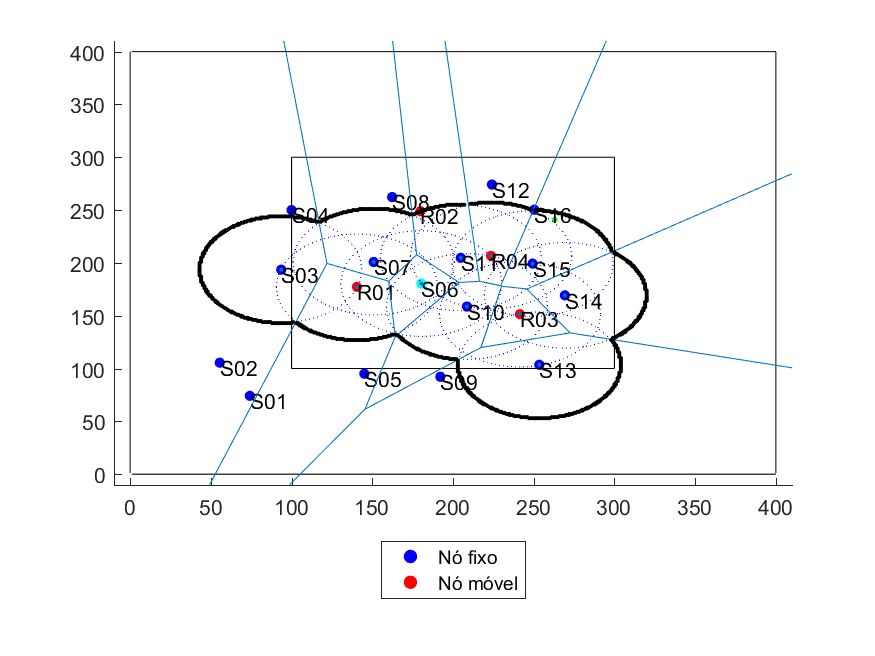 400
350
300
250
200
150
100
50
0
S12
S08
S04 R02 S16
S11 R04
S07 S15
S03
S06
R01 S14
S10
R03
S02 S05 S09 S13
S01
0 50 100 150 200 250 300 350 400
Nó fixo
Nó móvel